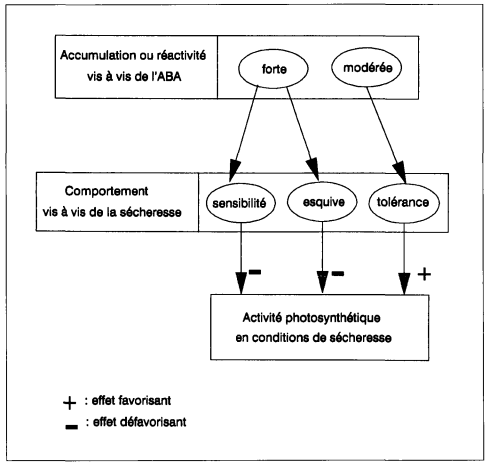 Accumulation ou réactivité
vis à vis de l'ABA
forte
modérée
Comportement
vis à vis de la sécheresse
sensibilité
esquive
tolérance
– – +
Activité photosynthétique
en conditions de sécheresse
+ : effet favorisant
– : effet défavorisant